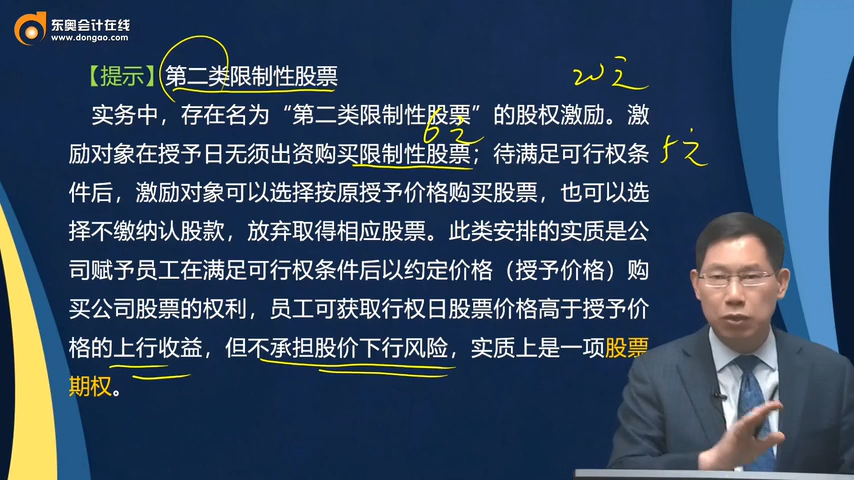 东奥会计在线
www.dongao.com
【提示】第二类限制性股票
20元
实务中，存在名为“第二类限制性股票”的股权激励。激
6元
励对象在授予日无须出资购买限制性股票；待满足可行权条
5元
件后，激励对象可以选择按原授予价格购买股票，也可以选
择不缴纳认股款，放弃取得相应股票。此类安排的实质是公
司赋予员工在满足可行权条件后以约定价格（授予价格）购
买公司股票的权利，员工可获取行权日股票价格高于授予价
格的上行收益，但不承担股价下行风险，实质上是一项股票
期权。